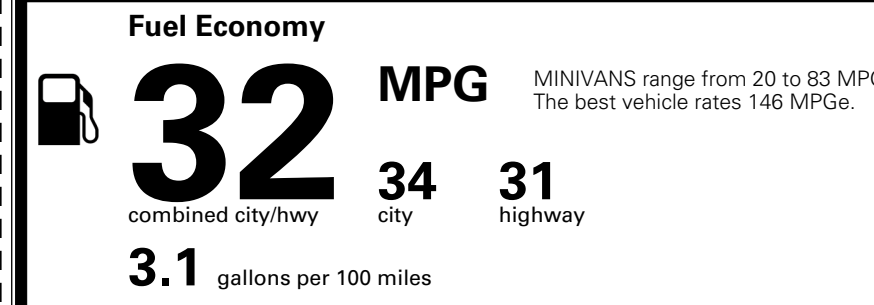 Fuel Economy
32 MPG
MINIVANS range from 20 to 83 MPG
The best vehicle rates 146 MPGe.
34 31
combined city/hwy city highway
3.1 gallons per 100 miles